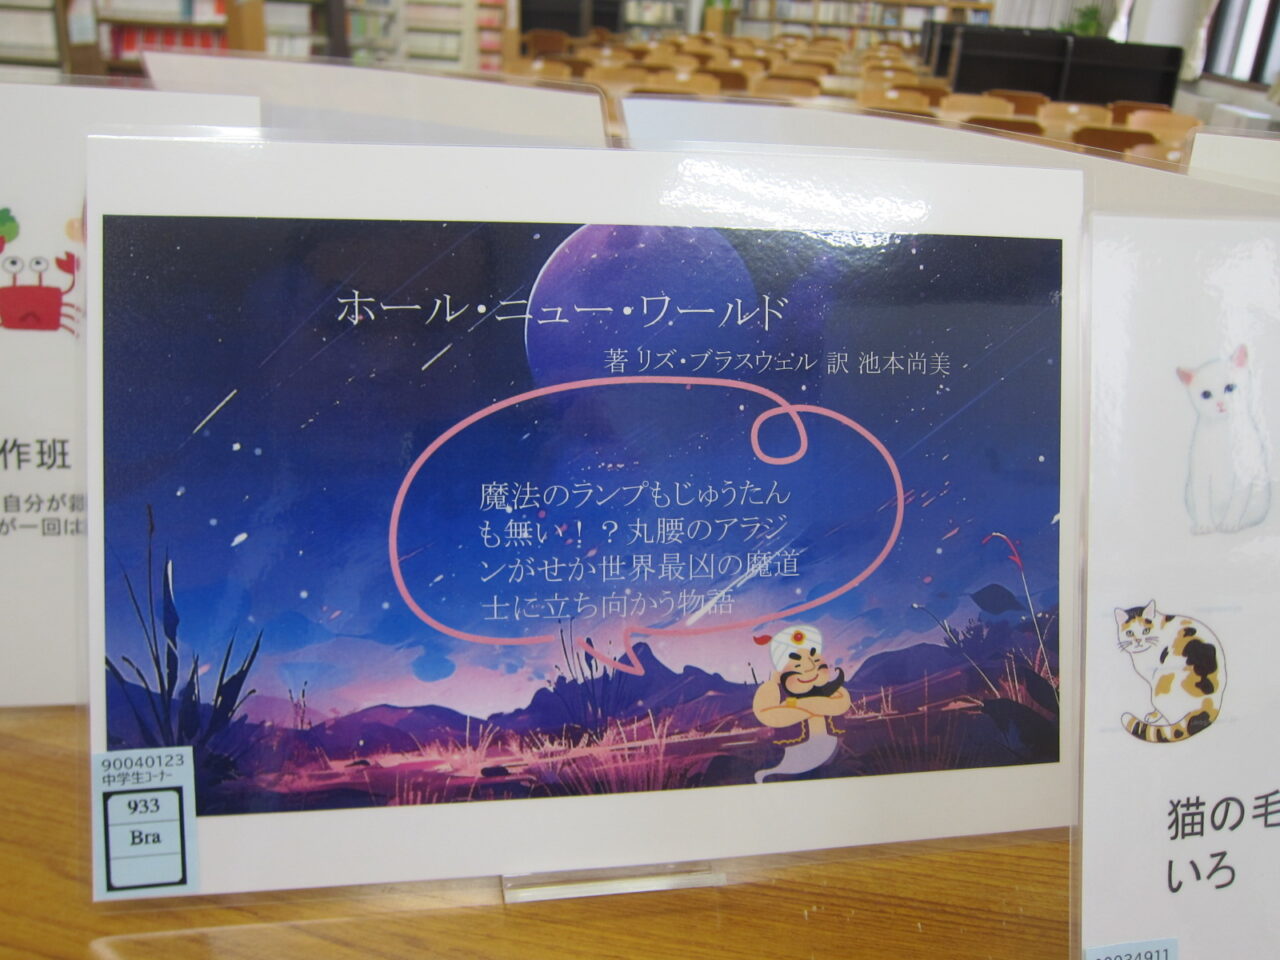 ホール・ニュー・ワールド
著 リズ・ブラスウェル 訳 池本尚美
魔法のランプもじゅうたん
も無い！？丸腰のアラジ
ンがせか世界最凶の魔道
士に立ち向かう物語
90040123
中学生コーナー
933
Bra
作班
自分が
が一回は
猫の毛
いろ